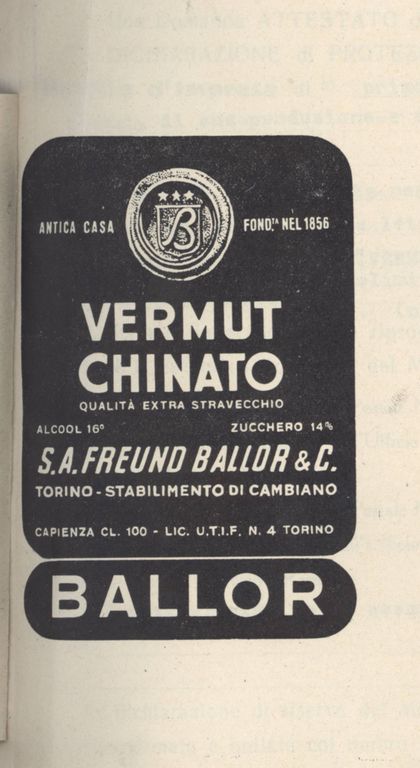 ANTICA CASA
B
FOND.TA NEL 1856
VERMUT
CHINATO
QUALITÀ EXTRA STRAVECCHIO
ALCOOL 16° ZUCCHERO 14%
S.A. FREUND BALLOR & C.
TORINO - STABILIMENTO DI CAMBIANO
CAPIENZA CL. 100 - LIC. U.T.I.F. N. 4 TORINO
BALLOR